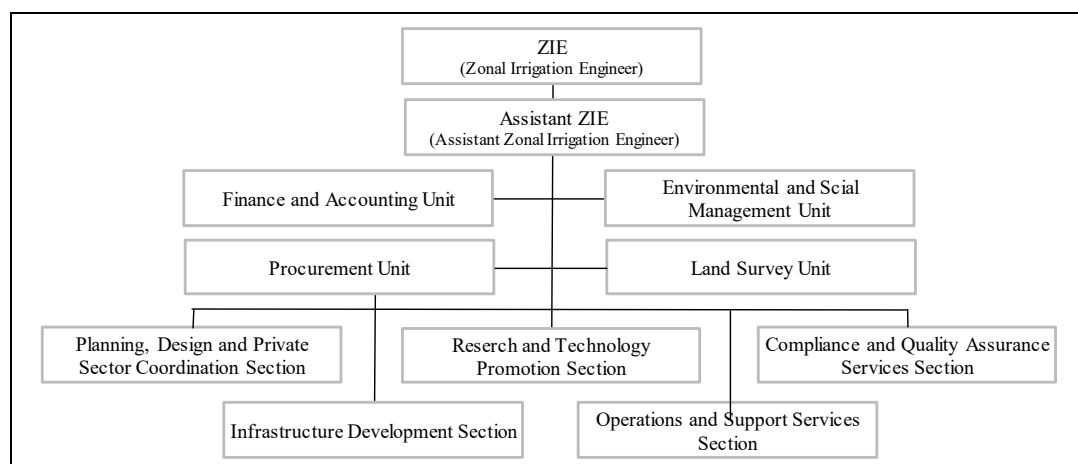 ZIE
(Zonal Irrigation Engineer)
Assistant ZIE
(Assistant Zonal Irrigation Engineer)
Finance and Accounting Unit
Environmental and Scial
Management Unit
Procurement Unit
Land Survey Unit
Planning, Design and Private
Sector Coordination Section
Reserch and Technology
Promotion Section
Compliance and Quality Assurance
Services Section
Infrastructure Development Section
Operations and Support Services
Section